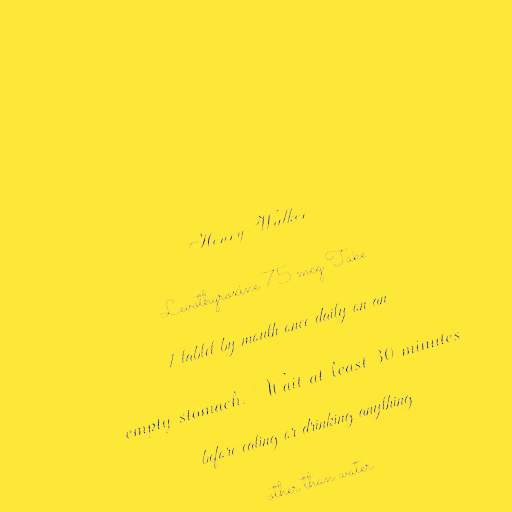 Henry Walker
Levothyroxine 75 mcg Take
1 tablet by mouth once daily on an
empty stomach. Wait at least 30 minutes
before eating or drinking anything
other than water